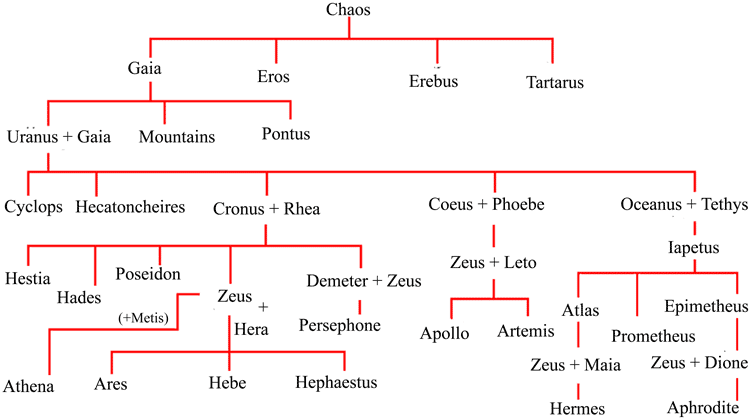 Chaos
Gaia
Eros
Erebus
Tartarus
Uranus + Gaia
Mountains
Pontus
Cyclops
Hecatoncheires
Cronus + Rhea
Coeus + Phoebe
Oceanus + Tethys
Iapetus
Hestia
Hades
Poseidon
Zeus
+
Hera
Demeter + Zeus
Zeus + Leto
(+Metis)
Persephone
Apollo
Artemis
Atlas
Prometheus
Epimetheus
Zeus + Maia
Zeus + Dione
Athena
Ares
Hebe
Hephaestus
Hermes
Aphrodite